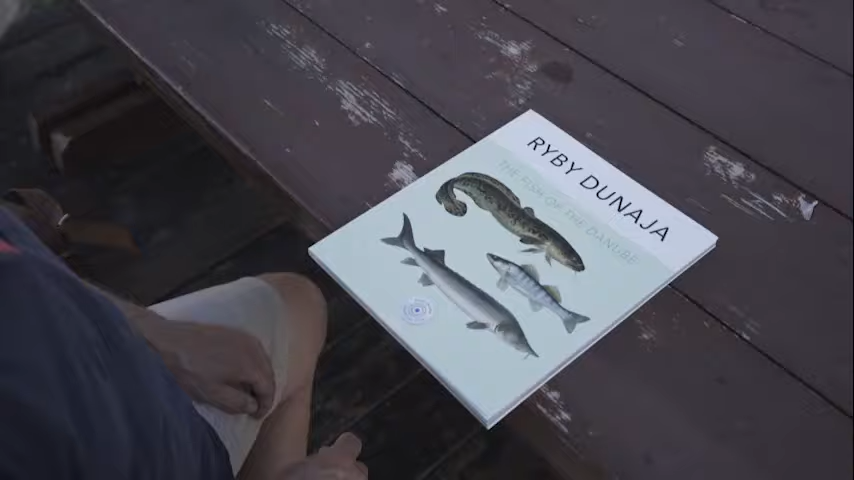 RYBY DUNAJA
THE FISH OF THE DANUBE